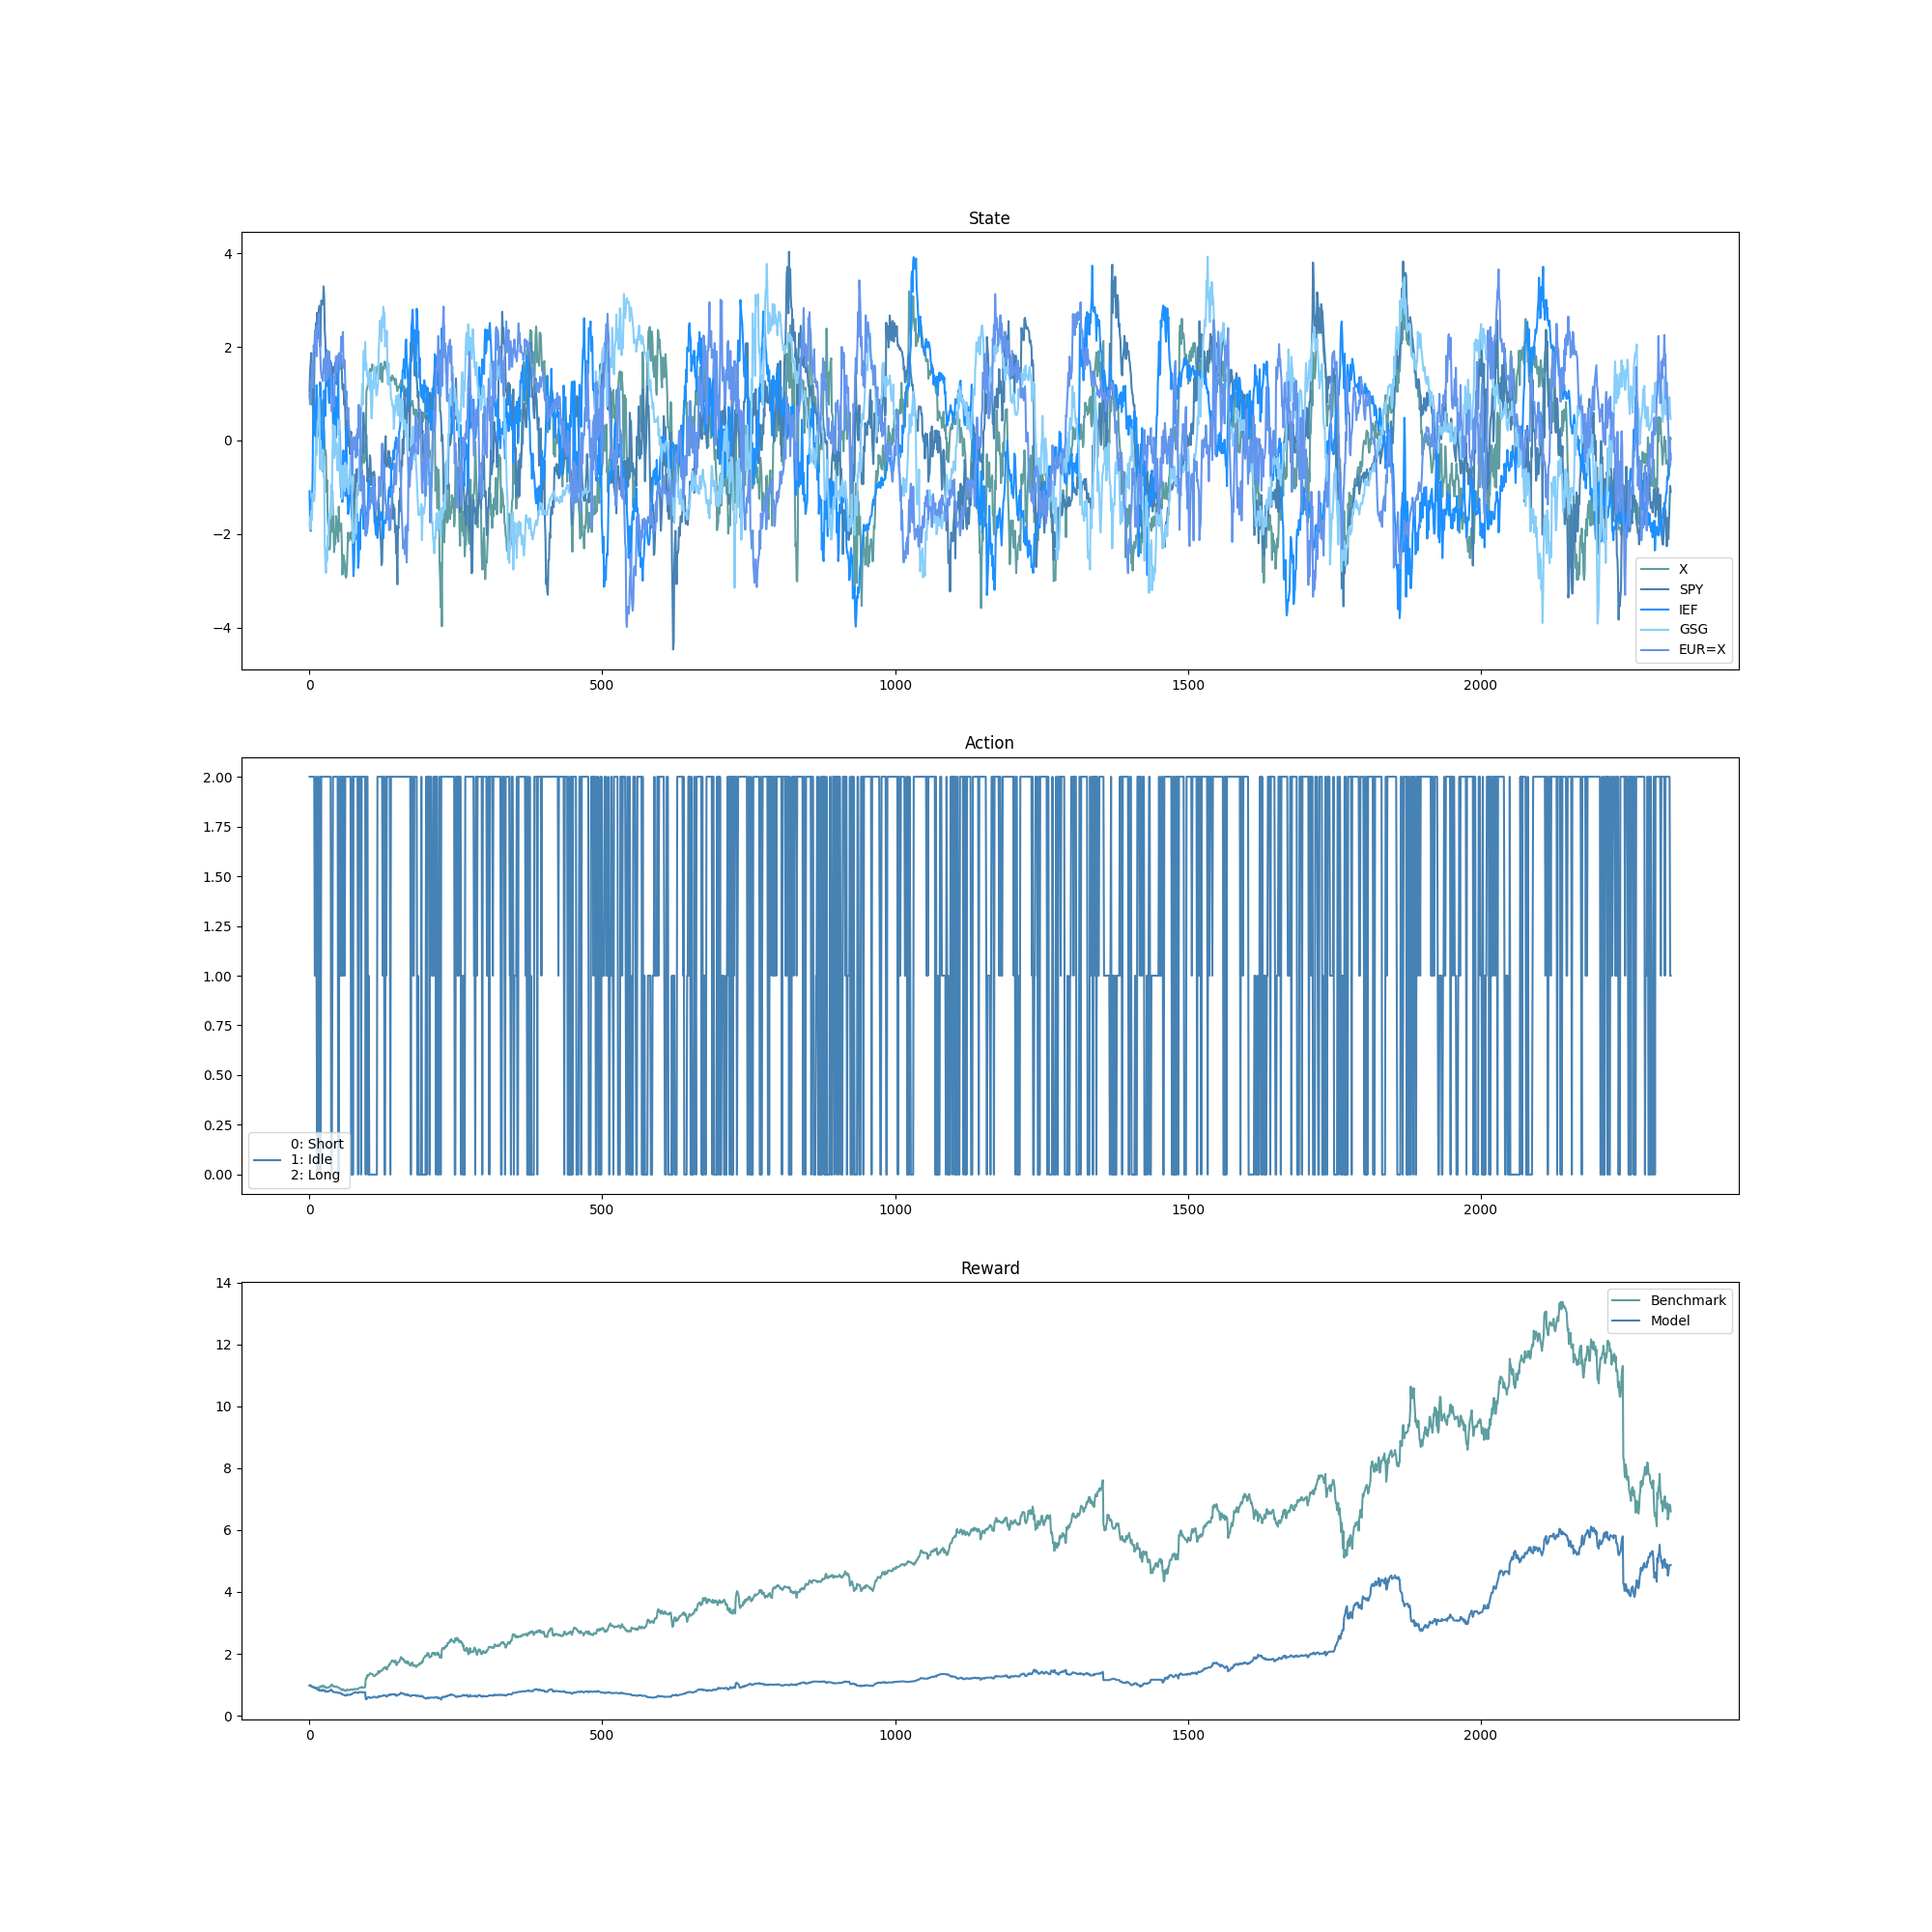 State
4
2
0
−2
−4
X
SPY
IEF
GSG
EUR=X
0 500 1000 1500 2000
Action
2.00
1.75
1.50
1.25
1.00
0.75
0.50
0.25
0.00
0: Short
1: Idle
2: Long
0 500 1000 1500 2000
Reward
14
12
10
8
6
4
2
0
Benchmark
Model
0 500 1000 1500 2000